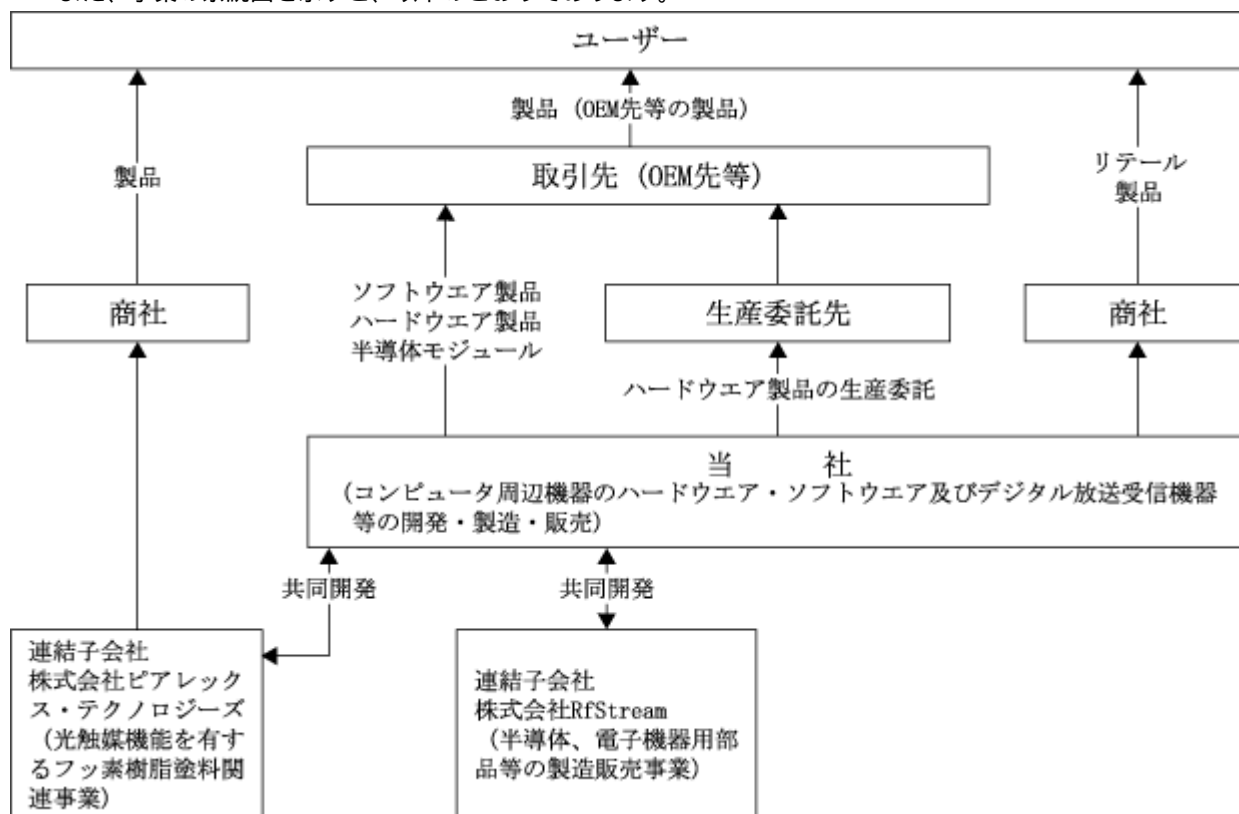 ユーザー
製品 (OEM先等の製品)
製品
取引先 (OEM先等)
リテール
製品
商社
ソフトウエア製品
ハードウエア製品
半導体モジュール
生産委託先
商社
ハードウエア製品の生産委託
当 社
(コンピュータ周辺機器のハードウエア・ソフトウエア及びデジタル放送受信機器
等の開発・製造・販売)
共同開発
共同開発
連結子会社
株式会社ピアレック
ス・テクノロジーズ
(光触媒機能を有す
るフッ素樹脂塗料関
連事業)
連結子会社
株式会社RfStream
(半導体、電子機器用部
品等の製造販売事業)